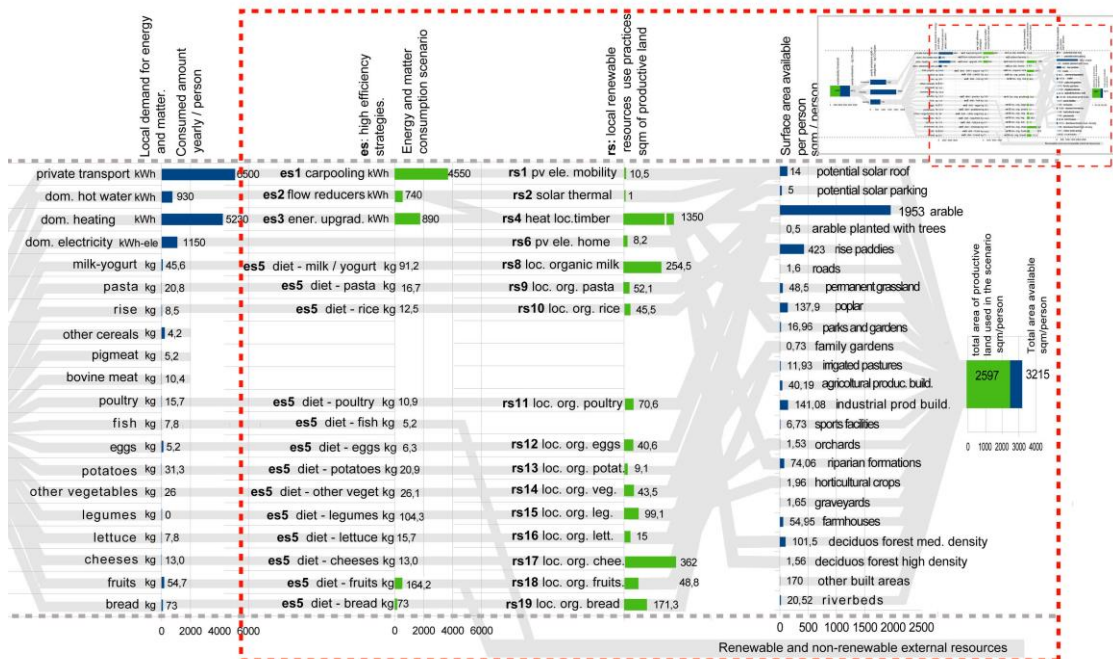 Local demand for energy
and matter.
Consumed amount
yearly / person
es: high efficiency
strategies.
Energy and matter
consumption scenario
rs: local renewable
resources use practices
sqm of productive land
Surface area available
per person
sqm / person
private transport kWh 6500 es1 carpooling kWh 4550 rs1 pv ele. mobility 10,5 14 potential solar roof
dom. hot water kWh 930 es2 flow reducers kWh 740 rs2 solar thermal 1 5 potential solar parking
dom. heating kWh 5230 es3 ener. upgrad. kWh 890 rs4 heat loc.timber 1350 1953 arable
0,5 arable planted with trees
dom. electricity kWh-ele 1150 rs6 pv ele. home 8,2 423 rise paddies
milk-yogurt kg 45,6 es5 diet - milk / yogurt kg 91,2 rs8 loc. organic milk 254,5 1,6 roads
pasta kg 20,8 es5 diet - pasta kg 16,7 rs9 loc. org. pasta 52,1 48,5 permanent grassland
rise kg 8,5 es5 diet - rice kg 12,5 rs10 loc. org. rice 45,5 137,9 poplar
other cereals kg 4,2 16,96 parks and gardens
0,73 family gardens
pigmeat kg 5,2 11,93 irrigated pastures
bovine meat kg 10,4 40,19 agricoltural produc. build.
poultry kg 15,7 es5 diet - poultry kg 10,9 rs11 loc. org. poultry 70,6 141,08 industrial prod build.
fish kg 7,8 es5 diet - fish kg 5,2 6,73 sports facilities
eggs kg 5,2 es5 diet - eggs kg 6,3 rs12 loc. org. eggs 40,6 1,53 orchards
potatoes kg 31,3 es5 diet - potatoes kg 20,9 rs13 loc. org. potat. 9,1 74,06 riparian formations
other vegetables kg 26 es5 diet - other veget kg 26,1 rs14 loc. org. veg. 43,5 1,96 horticultural crops
legumes kg 0 es5 diet - legumes kg 104,3 rs15 loc. org. leg. 99,1 1,65 graveyards
54,95 farmhouses
lettuce kg 7,8 es5 diet - lettuce kg 15,7 rs16 loc. org. lett. 15 101,5 deciduos forest med. density
cheeses kg 13,0 es5 diet - cheeses kg 13,0 rs17 loc. org. chee. 362 1,56 deciduos forest high density
fruits kg 54,7 es5 diet - fruits kg 164,2 rs18 loc. org. fruits. 48,8 170 other built areas
bread kg 73 es5 diet - bread kg 73 rs19 loc. org. bread 171,3 20,52 riverbeds
0 2000 4000 6000 0 2000 4000 6000 0 0 500 1000 1500 2000 2500
total area of productive
land used in the scenario
sqm/person
Total area available
sqm/person
2597 3215
0 1000 2000 3000 4000
Renewable and non-renewable external resources